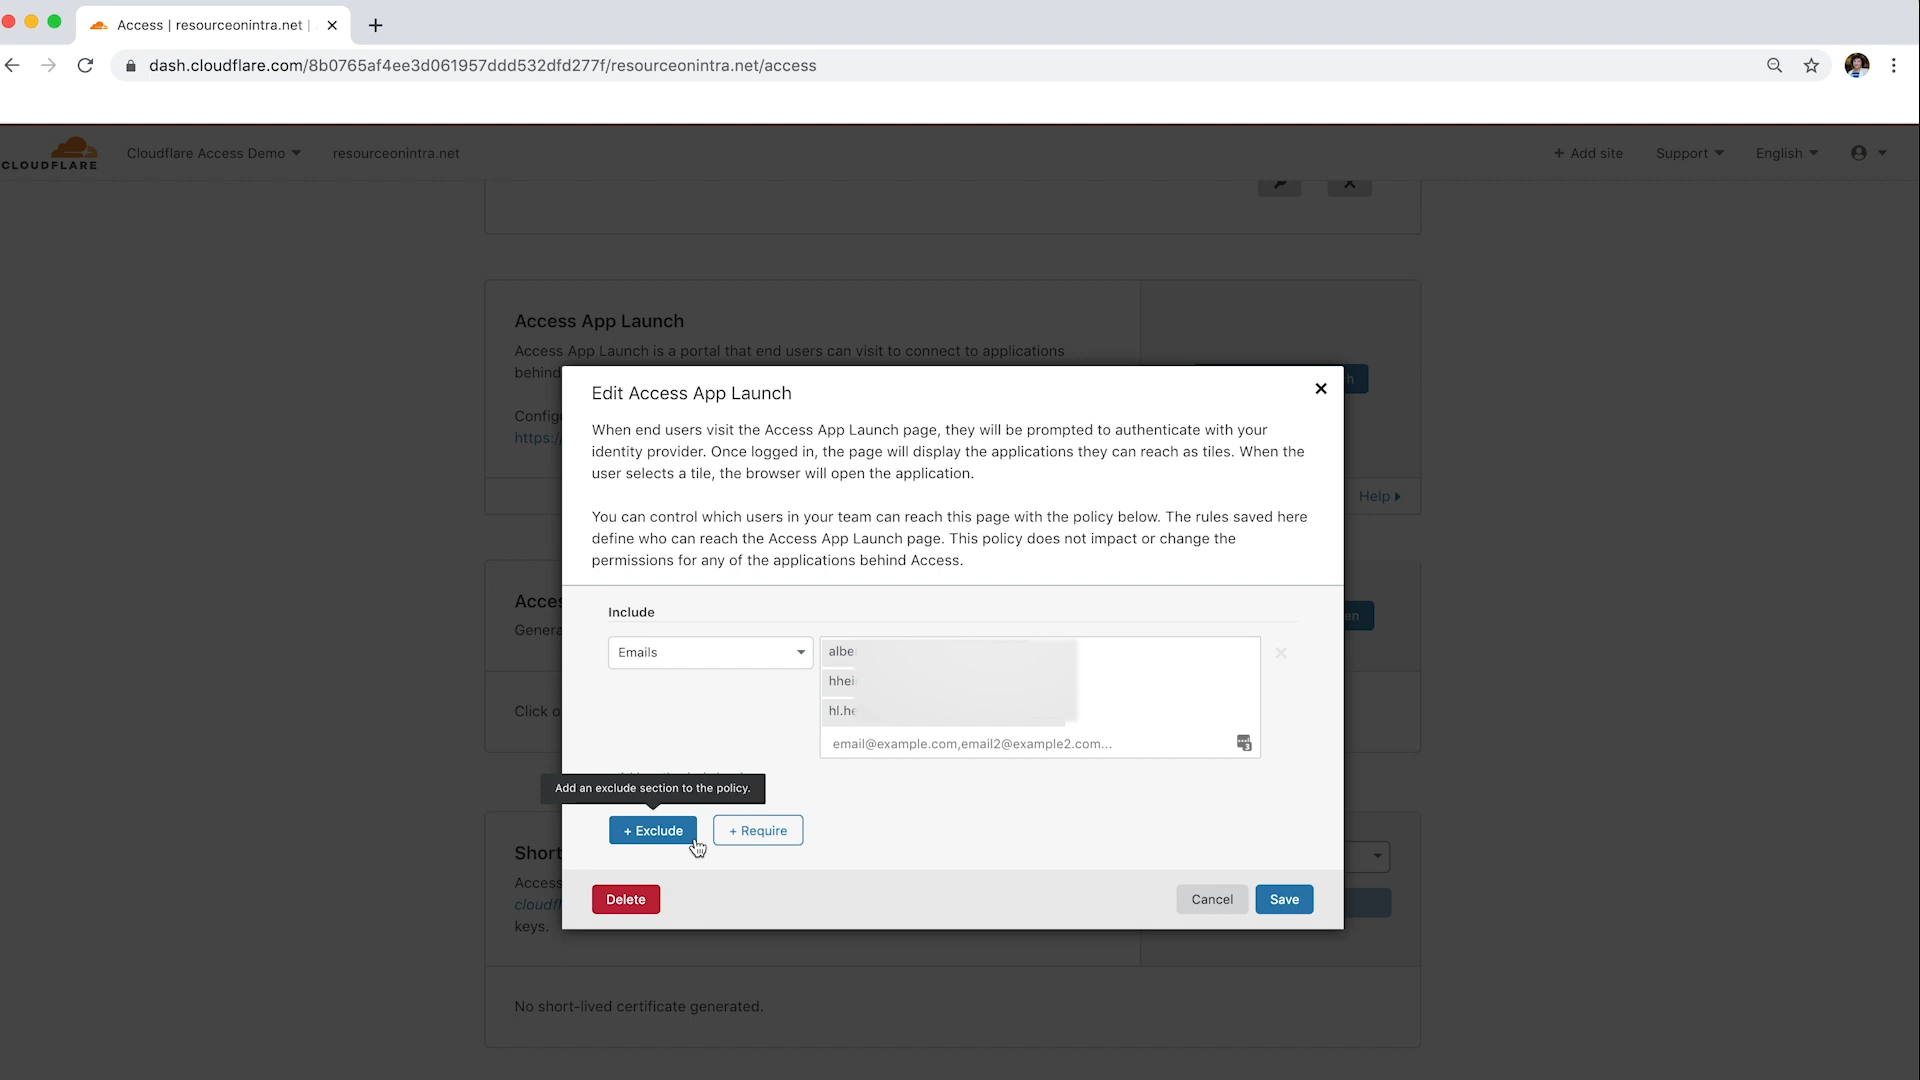 Access | resourceonintra.net |
dash.cloudflare.com/8b0765af4ee3d061957ddd532dfd277f/resourceonintra.net/access
CLOUDFLARE
Cloudflare Access Demo
resourceonintra.net
+ Add site
Support
English
Access App Launch
Access App Launch is a portal that end users can visit to connect to applications
behind
https:/
Help
Edit Access App Launch
When end users visit the Access App Launch page, they will be prompted to authenticate with your
identity provider. Once logged in, the page will display the applications they can reach as tiles. When the
user selects a tile, the browser will open the application.
You can control which users in your team can reach this page with the policy below. The rules saved here
define who can reach the Access App Launch page. This policy does not impact or change the
permissions for any of the applications behind Access.
Include
Emails
albe
hhei
hl.he
email@example.com,email2@example2.com...
3
Click o
Add an exclude section to the policy.
+ Exclude
+ Require
Short
Access
cloudf
keys.
Delete
Cancel
Save
No short-lived certificate generated.